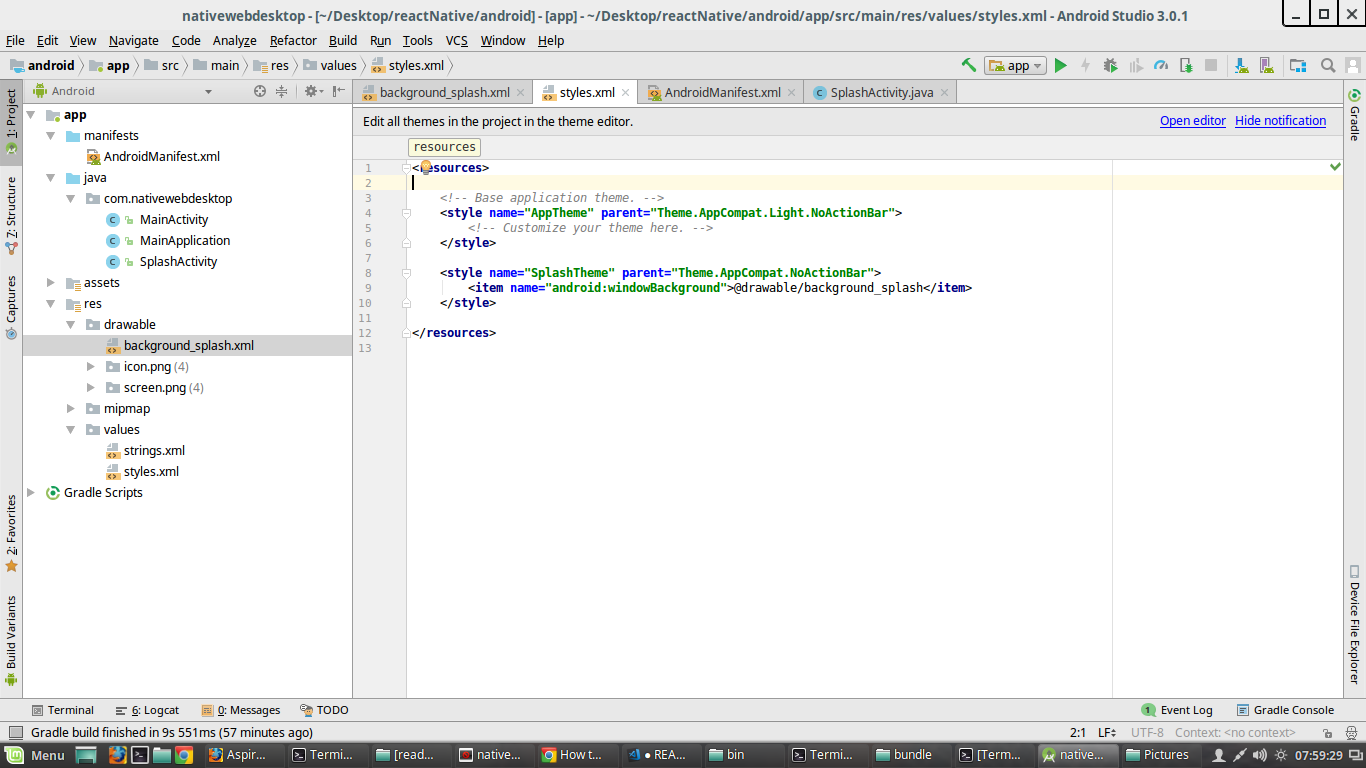 nativewebdesktop - [~/Desktop/reactNative/android] - [app] - ~/Desktop/reactNative/android/app/src/main/res/values/styles.xml - Android Studio 3.0.1
File Edit View Navigate Code Analyze Refactor Build Run Tools VCS Window Help
android app src main res values styles.xml app
1: Project
7: Structure
Captures
2: Favorites
Build Variants
Android
app
manifests
AndroidManifest.xml
java
com.nativewebdesktop
MainActivity
MainApplication
SplashActivity
assets
res
drawable
background_splash.xml
icon.png (4)
screen.png (4)
mipmap
values
strings.xml
styles.xml
Gradle Scripts
background_splash.xml styles.xml AndroidManifest.xml SplashActivity.java
Edit all themes in the project in the theme editor. Open editor Hide notification
resources
1 <resources>
2
3 <!-- Base application theme. -->
4 <style name="AppTheme" parent="Theme.AppCompat.Light.NoActionBar">
5 <!-- Customize your theme here. -->
6 </style>
7
8 <style name="SplashTheme" parent="Theme.AppCompat.NoActionBar">
9 <item name="android:windowBackground">@drawable/background_splash</item>
10 </style>
11
12 </resources>
13
Gradle
Device File Explorer
Terminal 6: Logcat 0: Messages TODO 1 Event Log Gradle Console
Gradle build finished in 9s 551ms (57 minutes ago) 2:1 LF UTF-8 Context: <no context>
Menu Aspir... Termi... [read... native... How t... ● REA... bin Termi... bundle [Term... native... Pictures 07:59:29